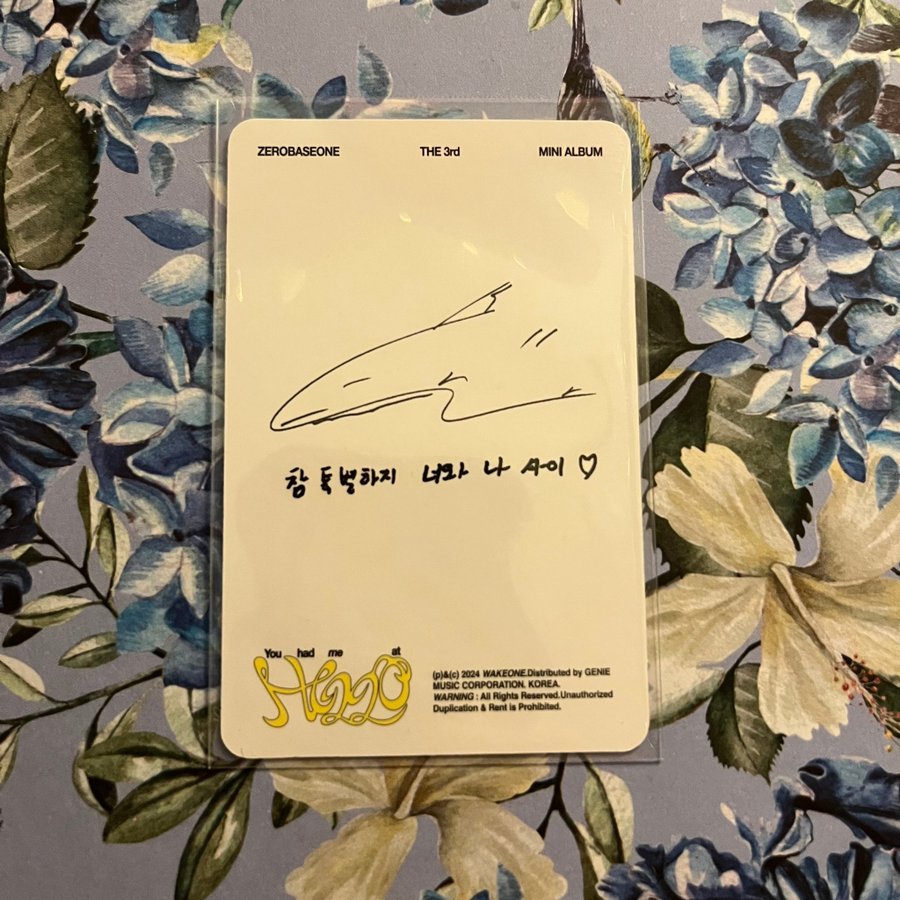 ZEROBASEONE THE 3rd MINI ALBUM
참 특별하지 너와 나 사이 ♡
You had me at
HELLO
(p)&(c) 2024 WAKEONE.Distributed by GENIE
MUSIC CORPORATION. KOREA.
WARNING : All Rights Reserved.Unauthorized
Duplication & Rent is Prohibited.